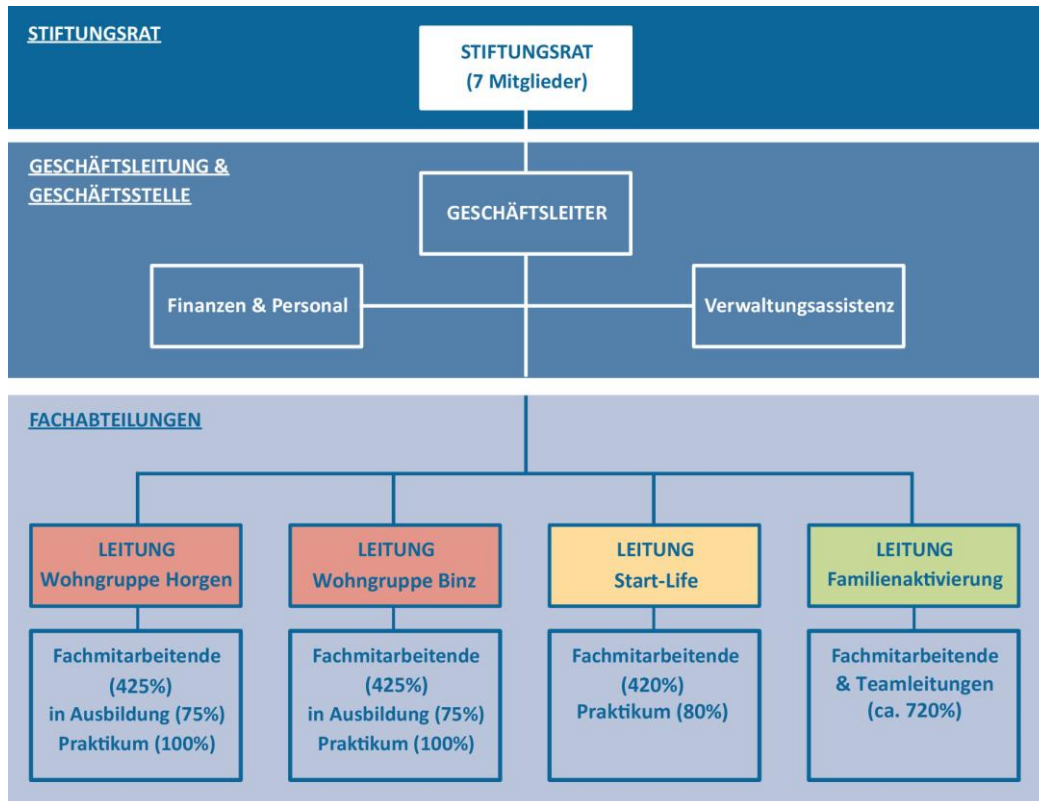 STIFTUNGSRAT
STIFTUNGSRAT
(7 Mitglieder)
GESCHÄFTSLEITUNG &
GESCHÄFTSSTELLE
GESCHÄFTSLEITER
Finanzen & Personal
Verwaltungsassistenz
FACHABTEILUNGEN
LEITUNG
Wohngruppe Horgen
LEITUNG
Wohngruppe Binz
LEITUNG
Start-Life
LEITUNG
Familienaktivierung
Fachmitarbeitende
(425%)
in Ausbildung (75%)
Praktikum (100%)
Fachmitarbeitende
(425%)
in Ausbildung (75%)
Praktikum (100%)
Fachmitarbeitende
(420%)
Praktikum (80%)
Fachmitarbeitende
& Teamleitungen
(ca. 720%)